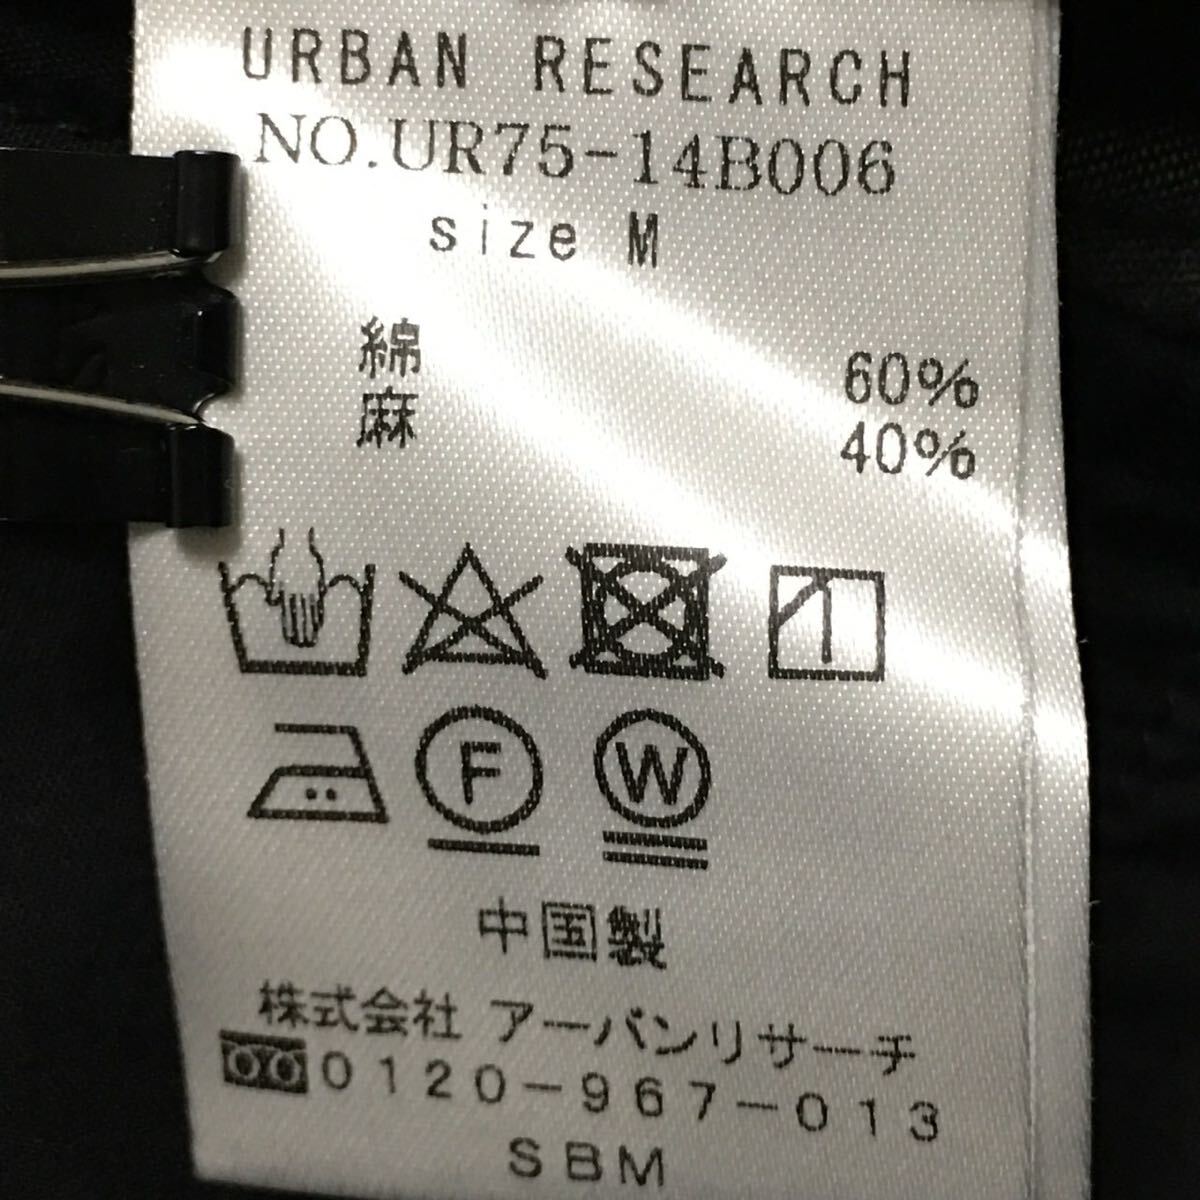 URBAN RESEARCH
NO.UR75-14B006
size M
綿 60%
麻 40%
F W
中国製
株式会社 アーバンリサーチ
0120-967-013
SBM